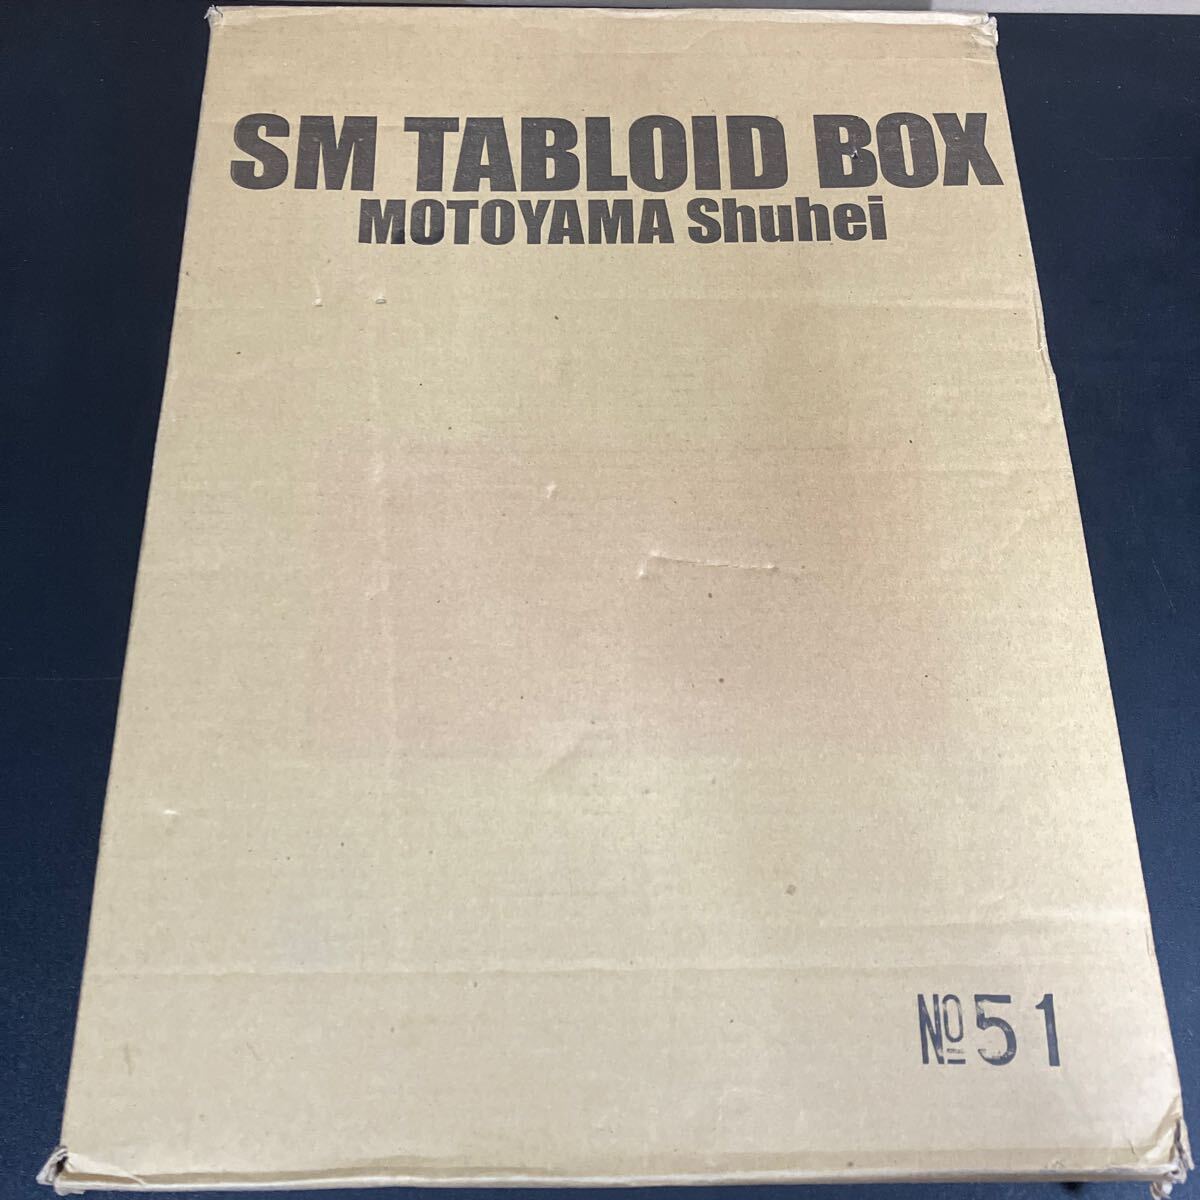 SM TABLOID BOX
MOTOYAMA Shuhei
№51